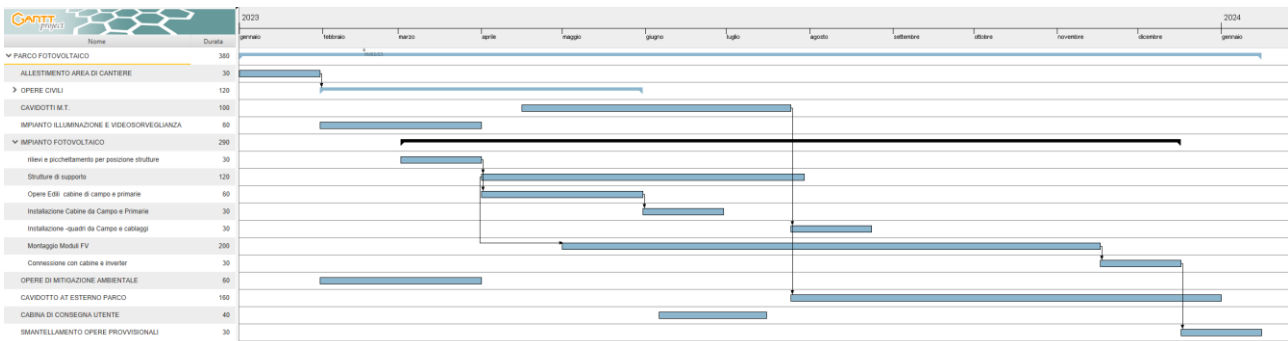 GANTT
project
2023
2024
Nome Durata
gennaio febbraio marzo aprile maggio giugno luglio agosto settembre ottobre novembre dicembre gennaio
PARCO FOTOVOLTAICO 380
ALLESTIMENTO AREA DI CANTIERE 30
OPERE CIVILI 120
CAVIDOTTI M.T. 100
IMPIANTO ILLUMINAZIONE E VIDEOSORVEGLIANZA 60
IMPIANTO FOTOVOLTAICO 290
rilievi e picchettamento per posizione strutture 30
Strutture di supporto 120
Opere Edili cabine di campo e primarie 60
Installazione Cabine da Campo e Primarie 30
Installazione -quadri da Campo e cablaggi 30
Montaggio Moduli FV 200
Connessione con cabine e inverter 30
OPERE DI MITIGAZIONE AMBIENTALE 60
CAVIDOTTO AT ESTERNO PARCO 160
CABINA DI CONSEGNA UTENTE 40
SMANTELLAMENTO OPERE PROVVISIONALI 30